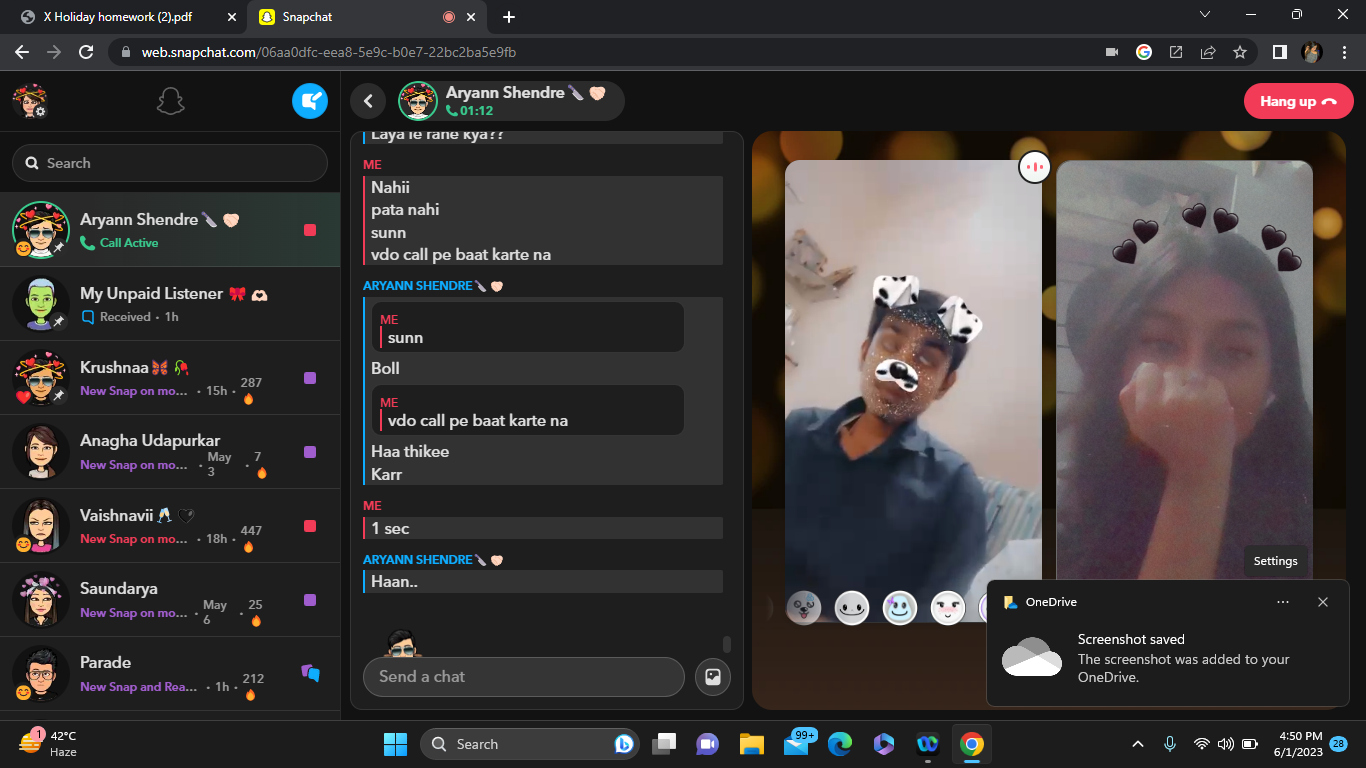 X Holiday homework (2).pdf
Snapchat
web.snapchat.com/06aa0dfc-eea8-5e9c-b0e7-22bc2ba5e9fb
Search
Aryann Shendre🔪 🫶🏻
Call Active
My Unpaid Listener 🎀 🫶🏻
Received · 1h
Krushnaa🦋 🥀
New Snap on mo... · 15h · 287🔥
Anagha Udapurkar
New Snap on mo... · May 3 · 7🔥
Vaishnavii🥂 🖤
New Snap on mo... · 18h · 447🔥
Saundarya
New Snap on mo... · May 6 · 25🔥
Parade
New Snap and Rea... · 1h · 212🔥
Aryann Shendre🔪 🫶🏻
01:12
Hang up
Laya le rahe kya??
ME
Nahii
pata nahi
sunn
vdo call pe baat karte na
ARYANN SHENDRE🔪 🫶🏻
ME
sunn
Boll
ME
vdo call pe baat karte na
Haa thikee
Karr
ME
1 sec
ARYANN SHENDRE🔪 🫶🏻
Haan..
Send a chat
Settings
OneDrive
Screenshot saved
The screenshot was added to your
OneDrive.
1
42°C
Haze
Search
99+
4:50 PM
6/1/2023
28